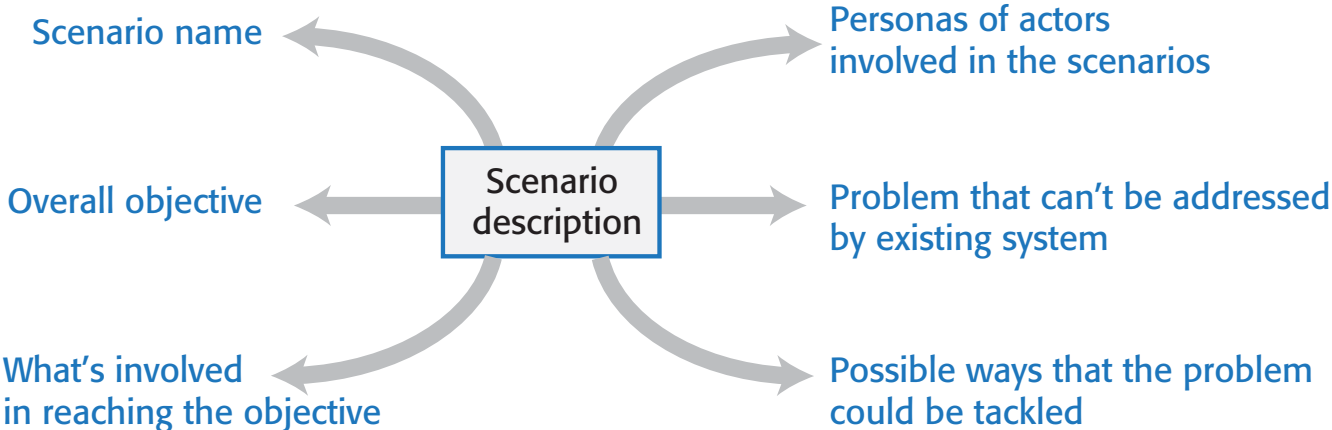 Scenario name
Personas of actors
involved in the scenarios
Scenario
description
Overall objective
Problem that can’t be addressed
by existing system
What’s involved
in reaching the objective
Possible ways that the problem
could be tackled